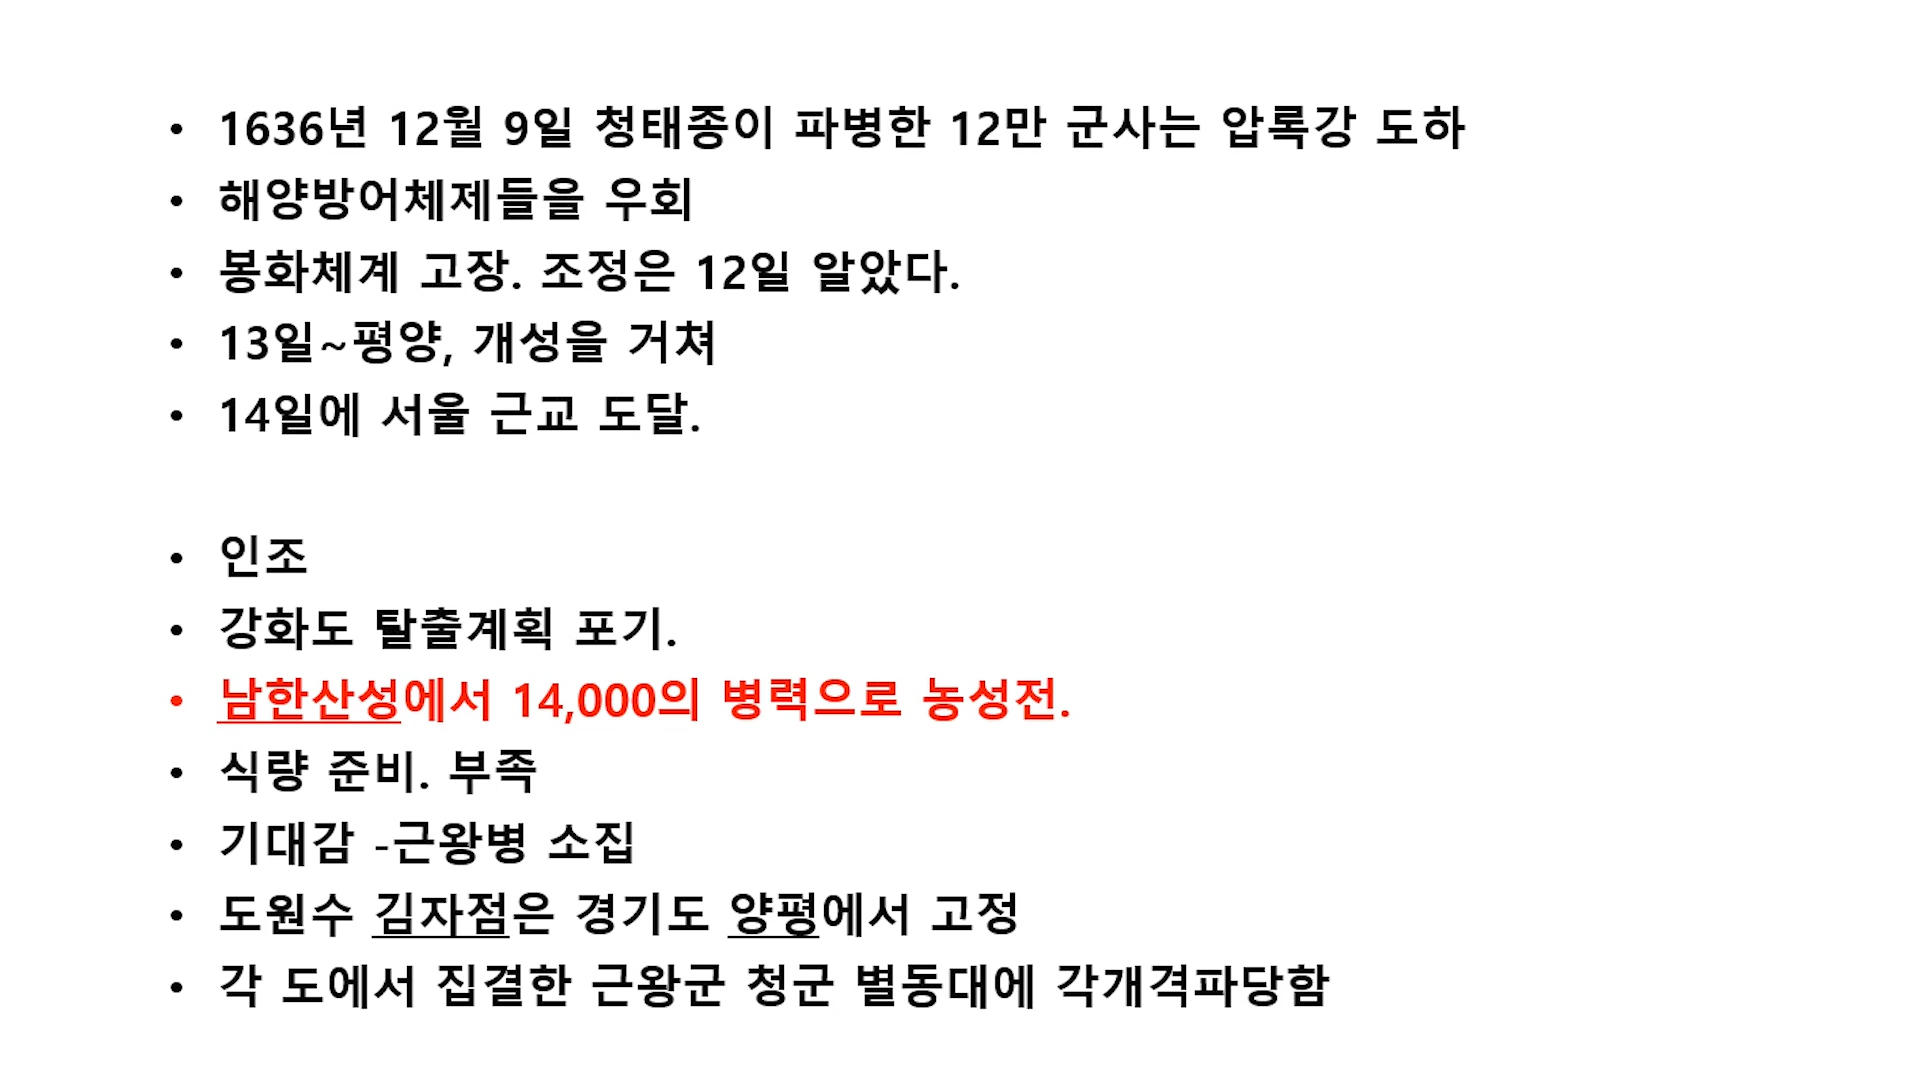 • 1636년 12월 9일 청태종이 파병한 12만 군사는 압록강 도하
• 해양방어체제들을 우회
• 봉화체계 고장. 조정은 12일 알았다.
• 13일~평양, 개성을 거쳐
• 14일에 서울 근교 도달.
• 인조
• 강화도 탈출계획 포기.
• 남한산성에서 14,000의 병력으로 농성전.
• 식량 준비. 부족
• 기대감 -근왕병 소집
• 도원수 김자점은 경기도 양평에서 고정
• 각 도에서 집결한 근왕군 청군 별동대에 각개격파당함